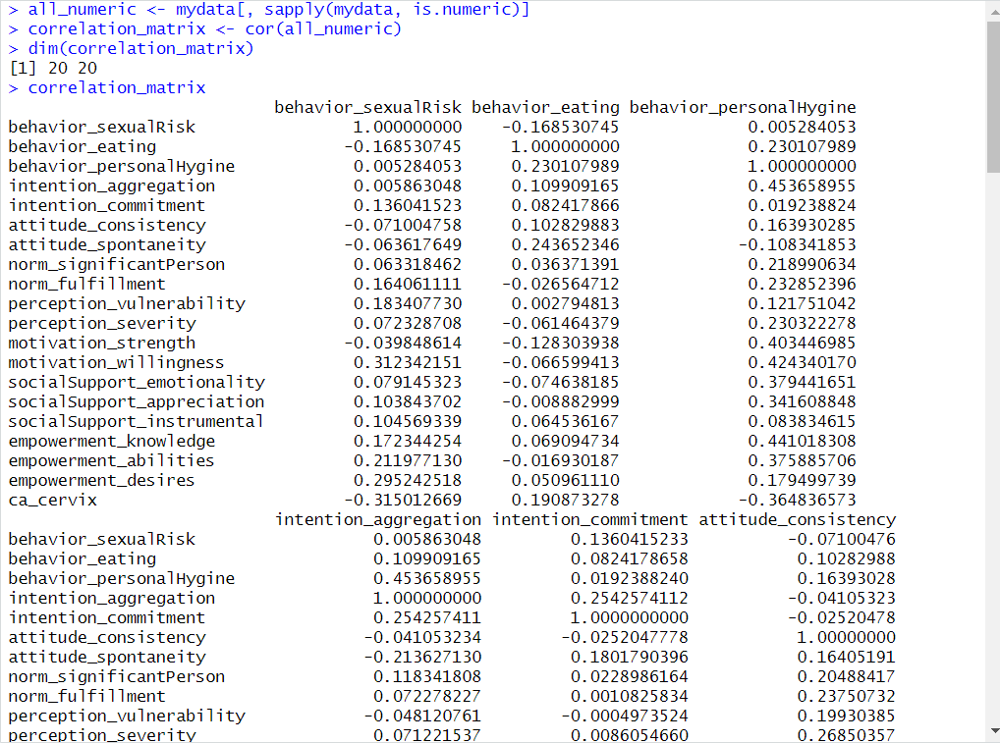 > all_numeric <- mydata[, sapply(mydata, is.numeric)]
> correlation_matrix <- cor(all_numeric)
> dim(correlation_matrix)
[1] 20 20
> correlation_matrix
behavior_sexualRisk behavior_eating behavior_personalHygine
behavior_sexualRisk 1.000000000 -0.168530745 0.005284053
behavior_eating -0.168530745 1.000000000 0.230107989
behavior_personalHygine 0.005284053 0.230107989 1.000000000
intention_aggregation 0.005863048 0.109909165 0.453658955
intention_commitment 0.136041523 0.082417866 0.019238824
attitude_consistency -0.071004758 0.102829883 0.163930285
attitude_spontaneity -0.063617649 0.243652346 -0.108341853
norm_significantPerson 0.063318462 0.036371391 0.218990634
norm_fulfillment 0.164061111 -0.026564712 0.232852396
perception_vulnerability 0.183407730 0.002794813 0.121751042
perception_severity 0.072328708 -0.061464379 0.230322278
motivation_strength -0.039848614 -0.128303938 0.403446985
motivation_willingness 0.312342151 -0.066599413 0.424340170
socialSupport_emotionality 0.079145323 -0.074638185 0.379441651
socialSupport_appreciation 0.103843702 -0.008882999 0.341608848
socialSupport_instrumental 0.104569339 0.064536167 0.083834615
empowerment_knowledge 0.172344254 0.069094734 0.441018308
empowerment_abilities 0.211977130 -0.016930187 0.375885706
empowerment_desires 0.295242518 0.050961110 0.179499739
ca_cervix -0.315012669 0.190873278 -0.364836573
intention_aggregation intention_commitment attitude_consistency
behavior_sexualRisk 0.005863048 0.1360415233 -0.07100476
behavior_eating 0.109909165 0.0824178658 0.10282988
behavior_personalHygine 0.453658955 0.0192388240 0.16393028
intention_aggregation 1.000000000 0.2542574112 -0.04105323
intention_commitment 0.254257411 1.0000000000 -0.02520478
attitude_consistency -0.041053234 -0.0252047778 1.00000000
attitude_spontaneity -0.213627130 0.1801790396 0.16405191
norm_significantPerson 0.118341808 0.0228986164 0.20488417
norm_fulfillment 0.072278227 0.0010825834 0.23750732
perception_vulnerability -0.048120761 -0.0004973524 0.19930385
perception_severity 0.071221537 0.0086054660 0.26850357